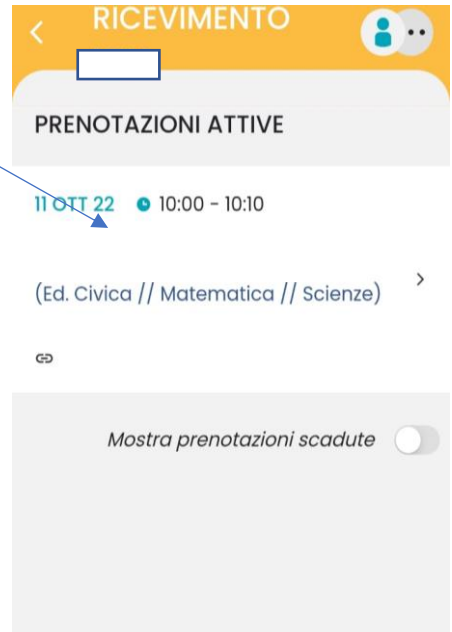 RICEVIMENTO
PRENOTAZIONI ATTIVE
11 OTT 22 10:00 - 10:10
(Ed. Civica // Matematica // Scienze)
Mostra prenotazioni scadute